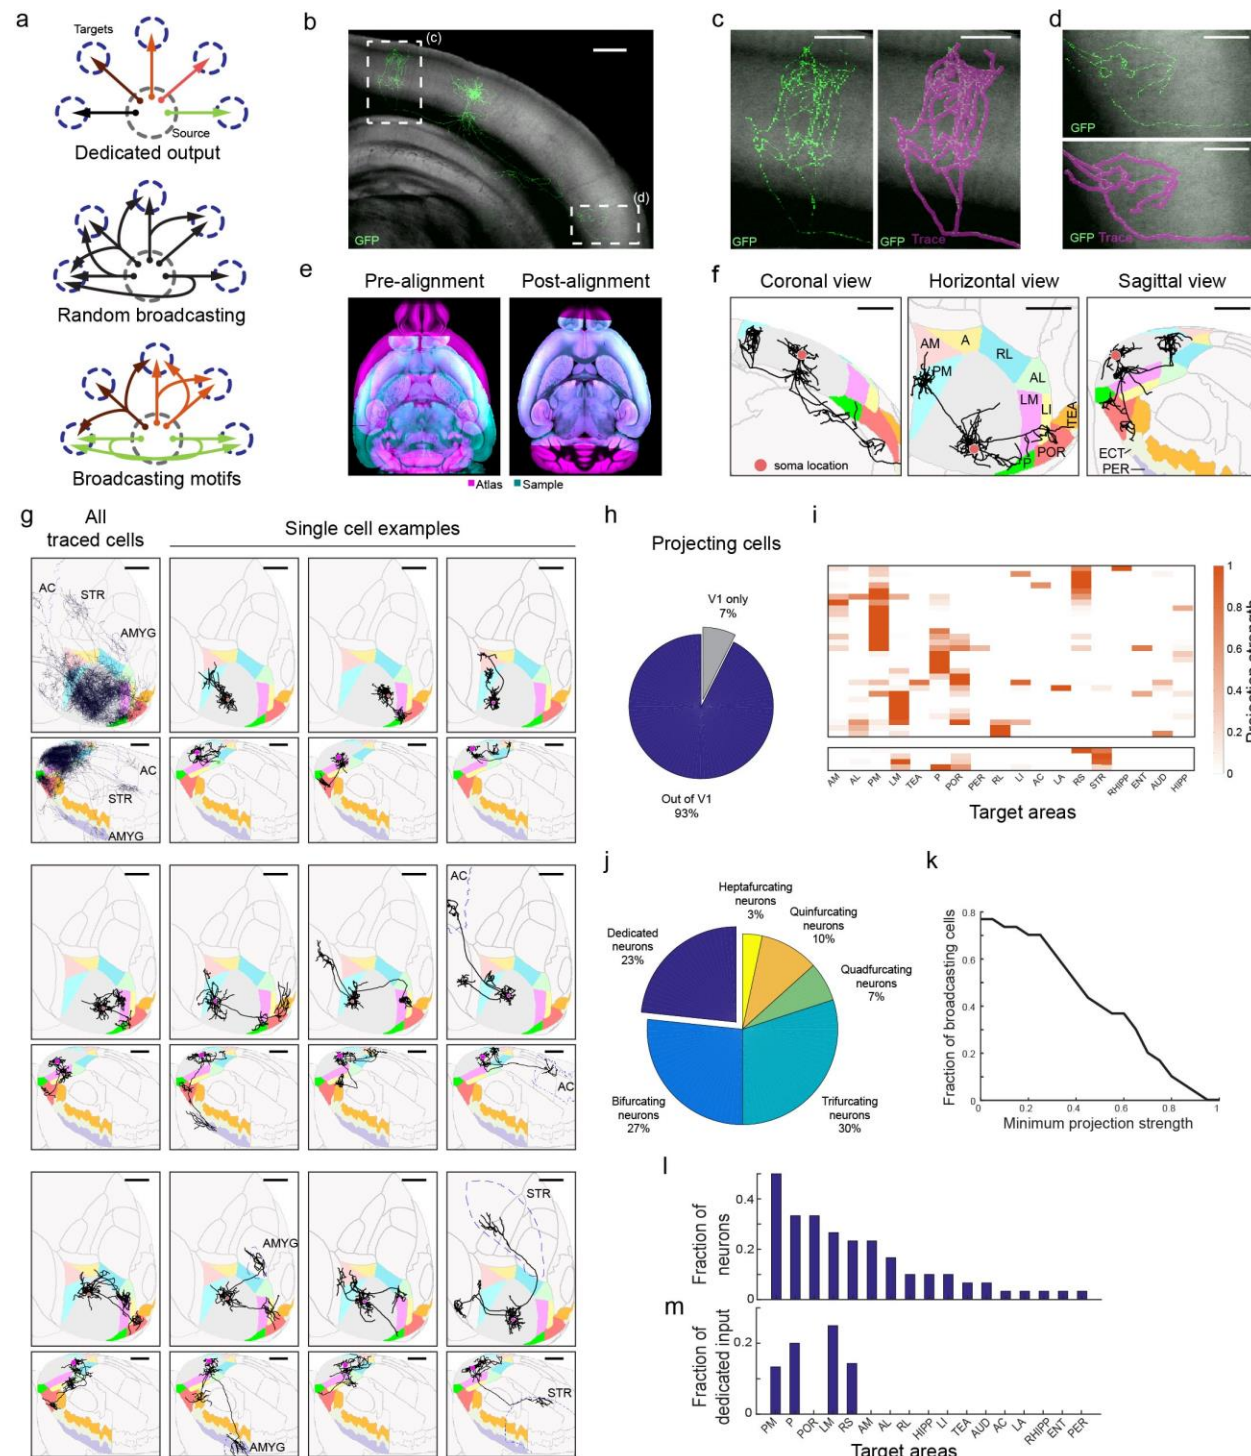 a
Targets
Source
Dedicated output
Random broadcasting
Broadcasting motifs
b
(c)
(d)
GFP
c
GFP
GFP Trace
d
GFP
GFP Trace
e
Pre-alignment
Post-alignment
Atlas
Sample
f
Coronal view
Horizontal view
Sagittal view
soma location
AM
A
RL
PM
AL
LM
LI
TEA
POR
P
ECT
PER
g
All
traced cells
Single cell examples
AC
STR
AMYG
AC
STR
AMYG
AC
AC
AMYG
STR
AMYG
STR
h
Projecting cells
V1 only
7%
Out of V1
93%
i
1
0.8
0.6
0.4
0.2
0
AM
AL
PM
LM
TEA
P
POR
PER
RL
LI
AC
LA
RS
STR
RHIPP
ENT
AUD
HIPP
Target areas
j
Heptafurcating
neurons
3%
Quinfurcating
neurons
10%
Quadfurcating
neurons
7%
Dedicated
neurons
23%
Bifurcating
neurons
27%
Trifurcating
neurons
30%
k
Fraction of broadcasting cells
0.8
0.6
0.4
0.2
0
0
0.2
0.4
0.6
0.8
1
Minimum projection strength
l
Fraction of
neurons
0.4
0.2
0
m
Fraction of
dedicated input
0.2
0
PM
P
POR
LM
RS
AM
AL
RL
HIPP
LI
TEA
AUD
AC
LA
RHIPP
ENT
PER
Target areas